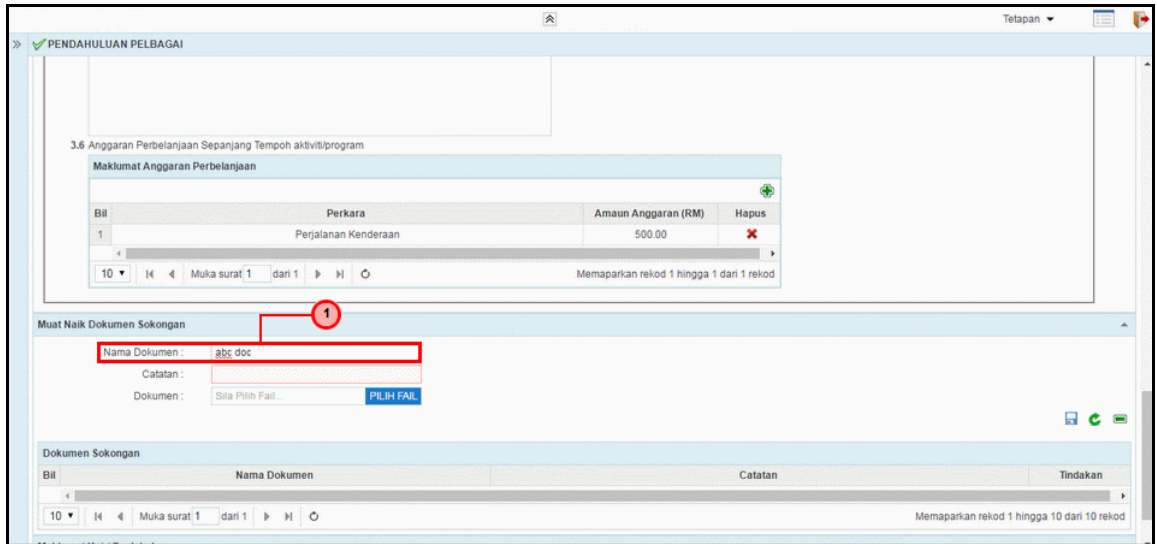 Tetapan
PENDAHULUAN PELBAGAI
3.6 Anggaran Perbelanjaan Sepanjang Tempoh aktiviti/program
Maklumat Anggaran Perbelanjaan
Bil Perkara Amaun Anggaran (RM) Hapus
1 Perjalanan Kenderaan 500.00
10 Muka surat 1 dari 1 Memaparkan rekod 1 hingga 1 dari 1 rekod
1
Muat Naik Dokumen Sokongan
Nama Dokumen : abc doc
Catatan :
Dokumen : Sila Pilih Fail... PILIH FAIL
Dokumen Sokongan
Bil Nama Dokumen Catatan Tindakan
10 Muka surat 1 dari 1 Memaparkan rekod 1 hingga 10 dari 10 rekod